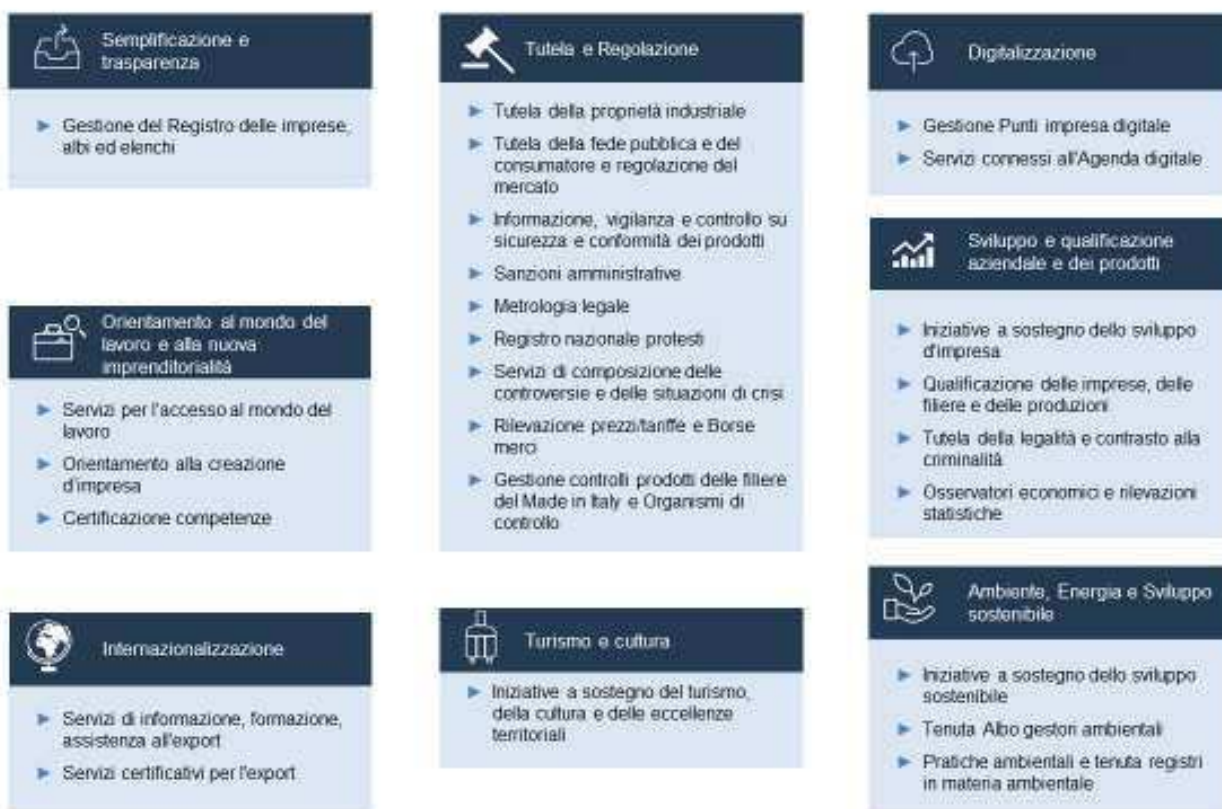 Semplificazione e
trasparenza
Gestione del Registro delle imprese,
albi ed elenchi
Orientamento al mondo del
lavoro e alla nuova
imprenditorialità
Servizi per l'accesso al mondo del
lavoro
Orientamento alla creazione
d'impresa
Certificazione competenze
Internazionalizzazione
Servizi di informazione, formazione,
assistenza all'export
Servizi certificativi per l'export
Tutela e Regolazione
Tutela della proprietà industriale
Tutela della fede pubblica e del
consumatore e regolazione del
mercato
Informazione, vigilanza e controllo su
sicurezza e conformità dei prodotti
Sanzioni amministrative
Metrologia legale
Registro nazionale protesti
Servizi di composizione delle
controversie e delle situazioni di crisi
Rilevazione prezzi/tariffe e Borse
merci
Gestione controlli prodotti delle filiere
del Made in Italy e Organismi di
controllo
Turismo e cultura
Iniziative a sostegno del turismo,
della cultura e delle eccellenze
territoriali
Digitalizzazione
Gestione Punti impresa digitale
Servizi connessi all'Agenda digitale
Sviluppo e qualificazione
aziendale e dei prodotti
Iniziative a sostegno dello sviluppo
d'impresa
Qualificazione delle imprese, delle
filiere e delle produzioni
Tutela della legalità e contrasto alla
criminalità
Osservatori economici e rilevazioni
statistiche
Ambiente, Energia e Sviluppo
sostenibile
Iniziative a sostegno dello sviluppo
sostenibile
Tenuta Albo gestori ambientali
Pratiche ambientali e tenuta registri
in materia ambientale